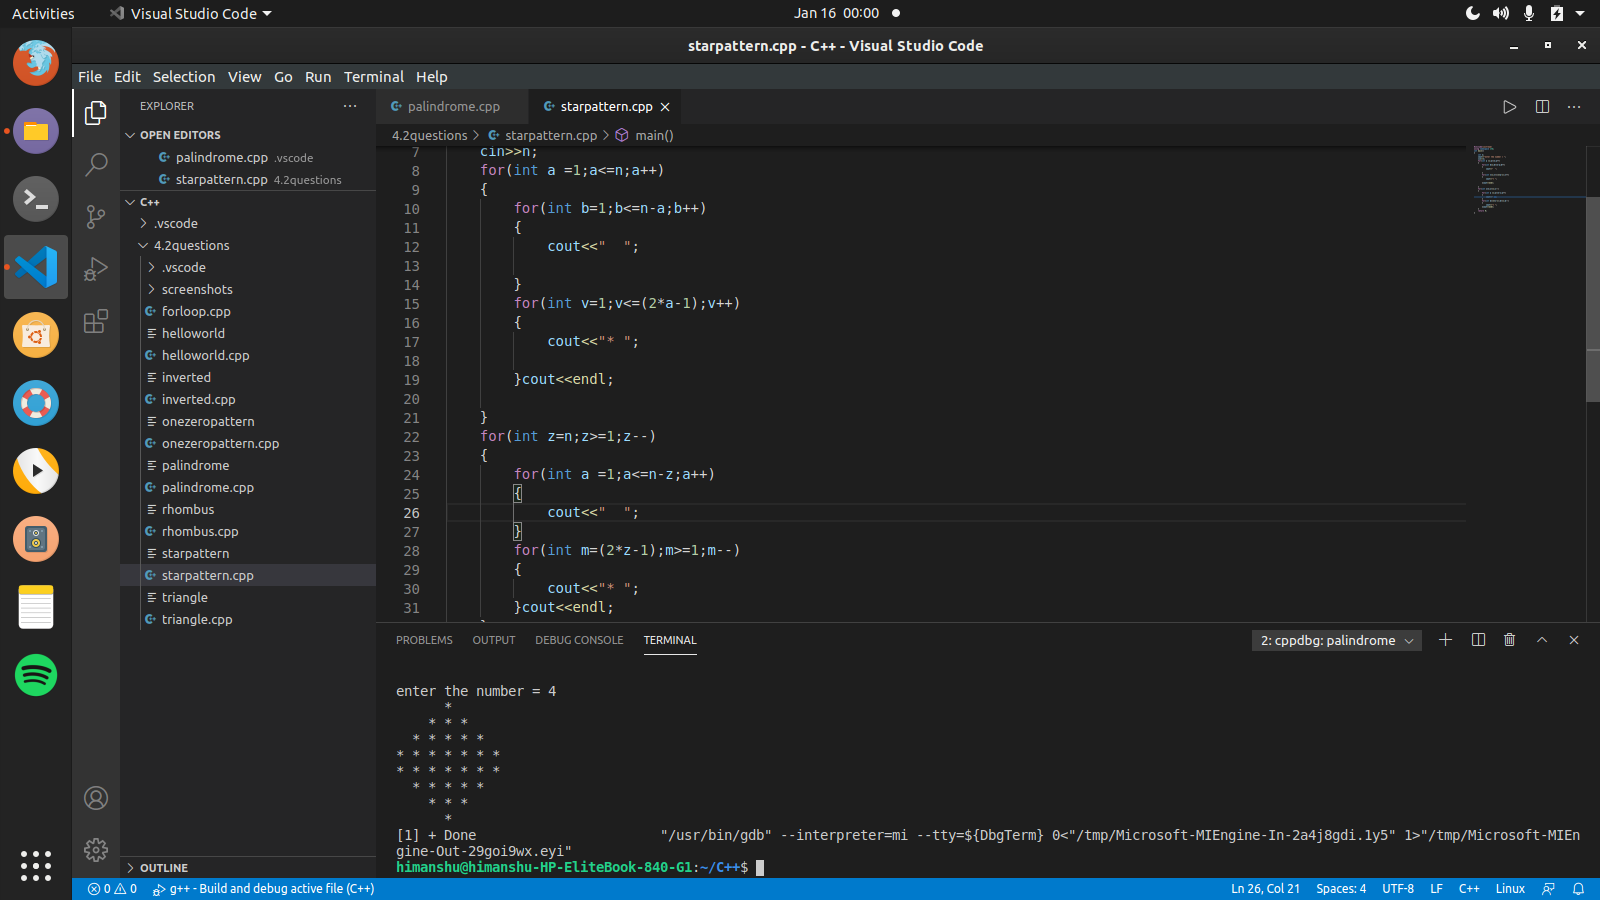 Activities Visual Studio Code Jan 16 00:00
starpattern.cpp - C++ - Visual Studio Code
File Edit Selection View Go Run Terminal Help
EXPLORER
OPEN EDITORS
palindrome.cpp .vscode
starpattern.cpp 4.2questions
C++
.vscode
4.2questions
.vscode
screenshots
forloop.cpp
helloworld
helloworld.cpp
inverted
inverted.cpp
onezeropattern
onezeropattern.cpp
palindrome
palindrome.cpp
rhombus
rhombus.cpp
starpattern
starpattern.cpp
triangle
triangle.cpp
OUTLINE
palindrome.cpp starpattern.cpp
4.2questions > starpattern.cpp > main()
7 cin>>n;
8 for(int a =1;a<=n;a++)
9 {
10 for(int b=1;b<=n-a;b++)
11 {
12 cout<<"  ";
13
14 }
15 for(int v=1;v<=(2*a-1);v++)
16 {
17 cout<<"* ";
18
19 }cout<<endl;
20
21 }
22 for(int z=n;z>=1;z--)
23 {
24 for(int a =1;a<=n-z;a++)
25 {
26 cout<<"  ";
27 }
28 for(int m=(2*z-1);m>=1;m--)
29 {
30 cout<<"* ";
31 }cout<<endl;
PROBLEMS OUTPUT DEBUG CONSOLE TERMINAL 2: cppdbg: palindrome
enter the number = 4
      *
    * * *
  * * * * *
* * * * * * *
* * * * * * *
  * * * * *
    * * *
      *
[1] + Done "/usr/bin/gdb" --interpreter=mi --tty=${DbgTerm} 0<"/tmp/Microsoft-MIEngine-In-2a4j8gdi.1y5" 1>"/tmp/Microsoft-MIEn
gine-Out-29goi9wx.eyi"
himanshu@himanshu-HP-EliteBook-840-G1:~/C++$
0 0 g++ - Build and debug active file (C++) Ln 26, Col 21 Spaces: 4 UTF-8 LF C++ Linux